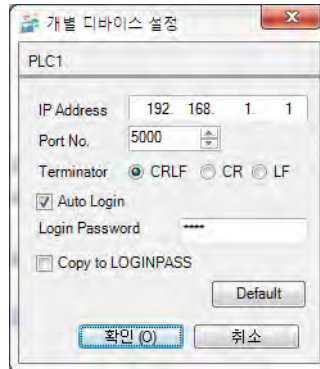 개별 디바이스 설정
PLC1
IP Address 192. 168. 1. 1
Port No. 5000
Terminator CRLF CR LF
Auto Login
Login Password ****
Copy to LOGINPASS
Default
확인 (O) 취소